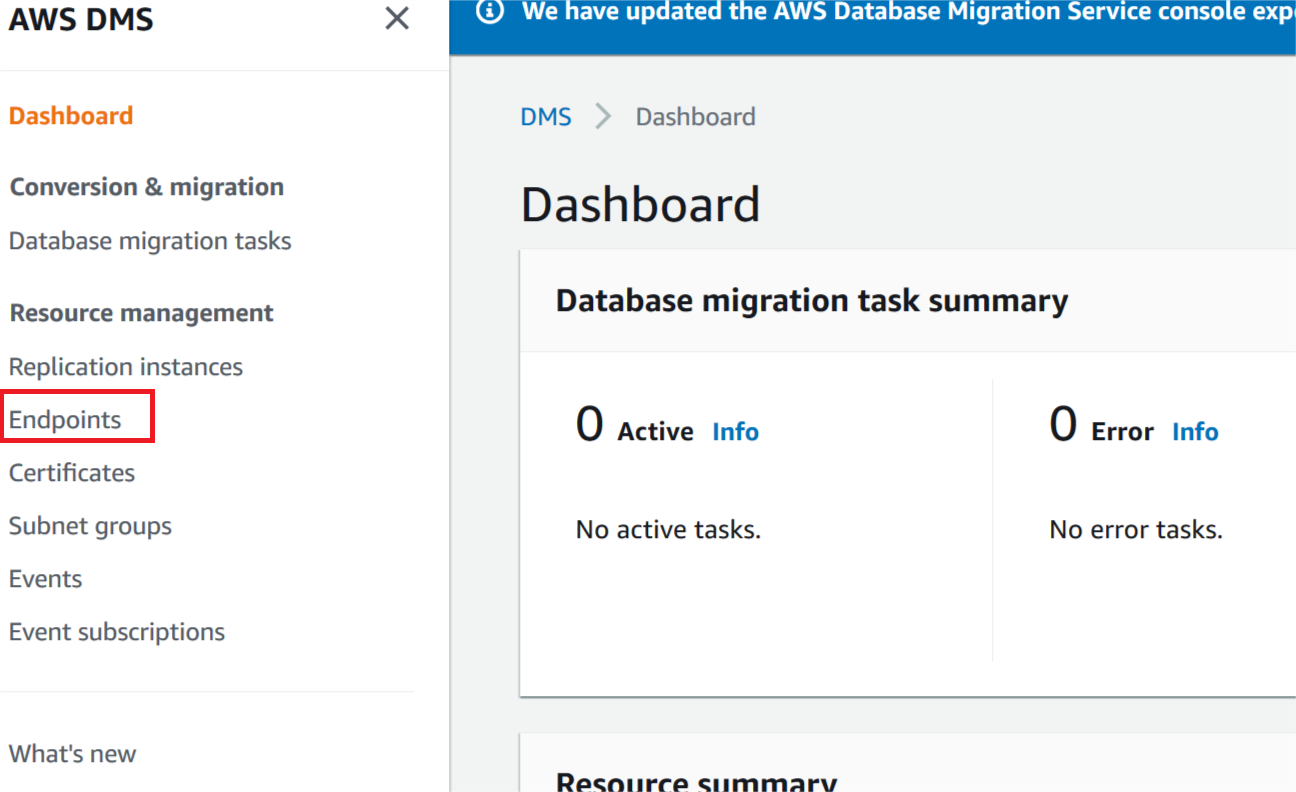 AWS DMS
Dashboard
Conversion & migration
Database migration tasks
Resource management
Replication instances
Endpoints
Certificates
Subnet groups
Events
Event subscriptions
What's new
We have updated the AWS Database Migration Service console
DMS
Dashboard
Dashboard
Database migration task summary
0 Active Info
No active tasks.
0 Error Info
No error tasks.
Resource summary